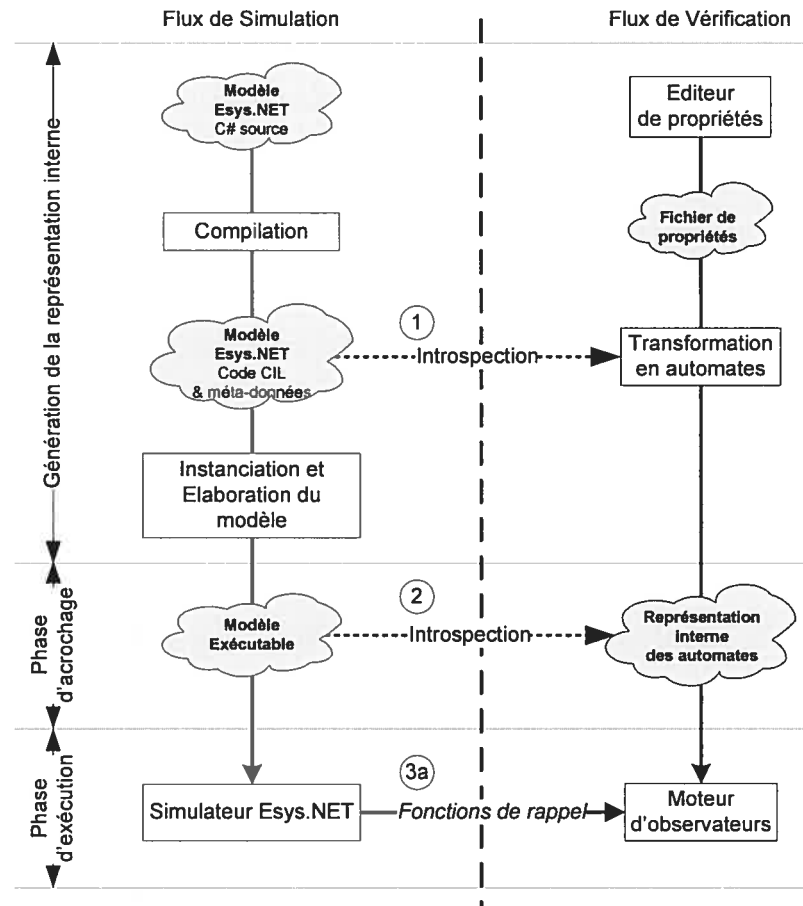 Flux de Simulation
Flux de Vérification
Génération de la représentation interne
Modèle
Esys.NET
C# source
Editeur
de propriétés
Compilation
Fichier de
propriétés
1
Modèle
Esys.NET
Code CIL
& méta-données
Introspection
Transformation
en automates
Instanciation et
Elaboration du
modèle
Phase
d'acrochage
2
Modèle
Exécutable
Introspection
Représentation
interne
des automates
Phase
d'exécution
3a
Simulateur Esys.NET
Fonctions de rappel
Moteur
d'observateurs